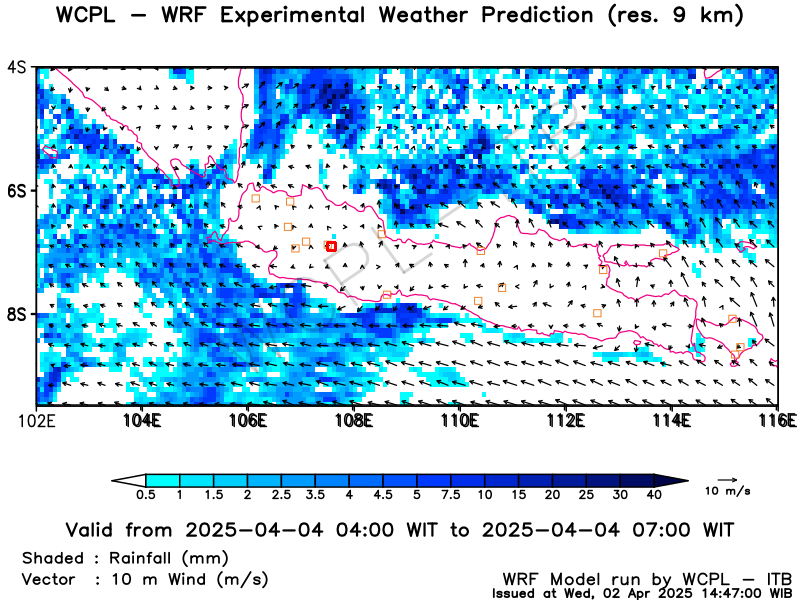 WCPL – WRF Experimental Weather Prediction (res. 9 km)
4S
6S
8S
102E 104E 106E 108E 110E 112E 114E 116E
0.5 1 1.5 2 2.5 3.5 4 4.5 5 7.5 10 15 20 25 30 40
10 m/s
Valid from 2025–04–04 04:00 WIT to 2025–04–04 07:00 WIT
Shaded : Rainfall (mm)
Vector : 10 m Wind (m/s)
WRF Model run by WCPL – ITB
Issued at Wed, 02 Apr 2025 14:47:00 WIB